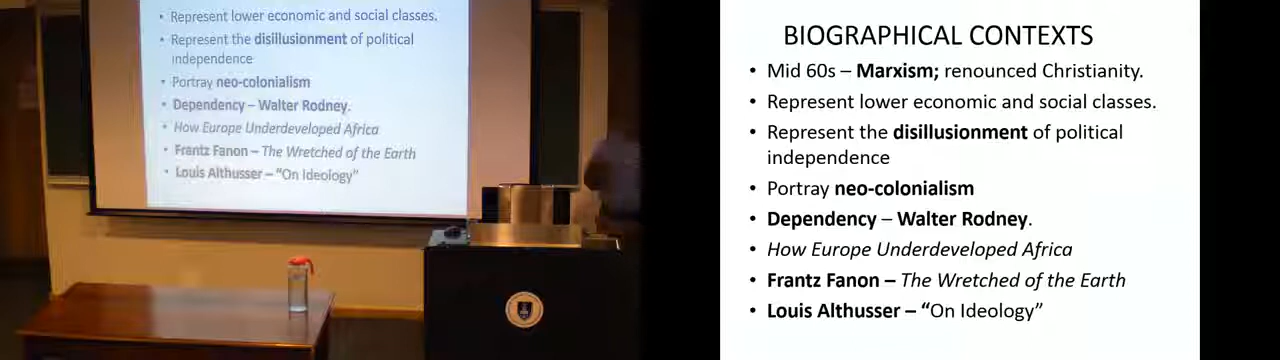 • Represent lower economic and social classes.
• Represent the disillusionment of political
independence
• Portray neo-colonialism
• Dependency – Walter Rodney.
• How Europe Underdeveloped Africa
• Frantz Fanon – The Wretched of the Earth
• Louis Althusser – “On Ideology”
BIOGRAPHICAL CONTEXTS
• Mid 60s – Marxism; renounced Christianity.
• Represent lower economic and social classes.
• Represent the disillusionment of political
independence
• Portray neo-colonialism
• Dependency – Walter Rodney.
• How Europe Underdeveloped Africa
• Frantz Fanon – The Wretched of the Earth
• Louis Althusser – “On Ideology”